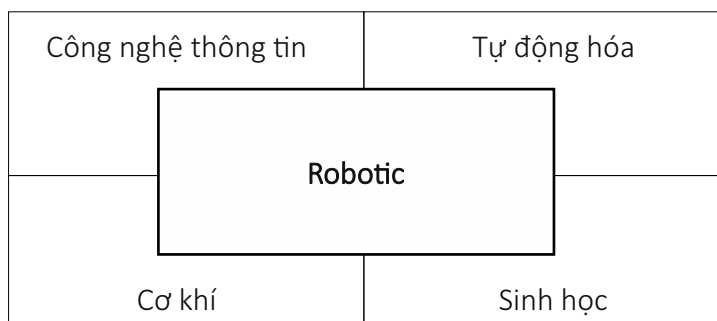 Công nghệ thông tin
Tự động hóa
Robotic
Cơ khí
Sinh học